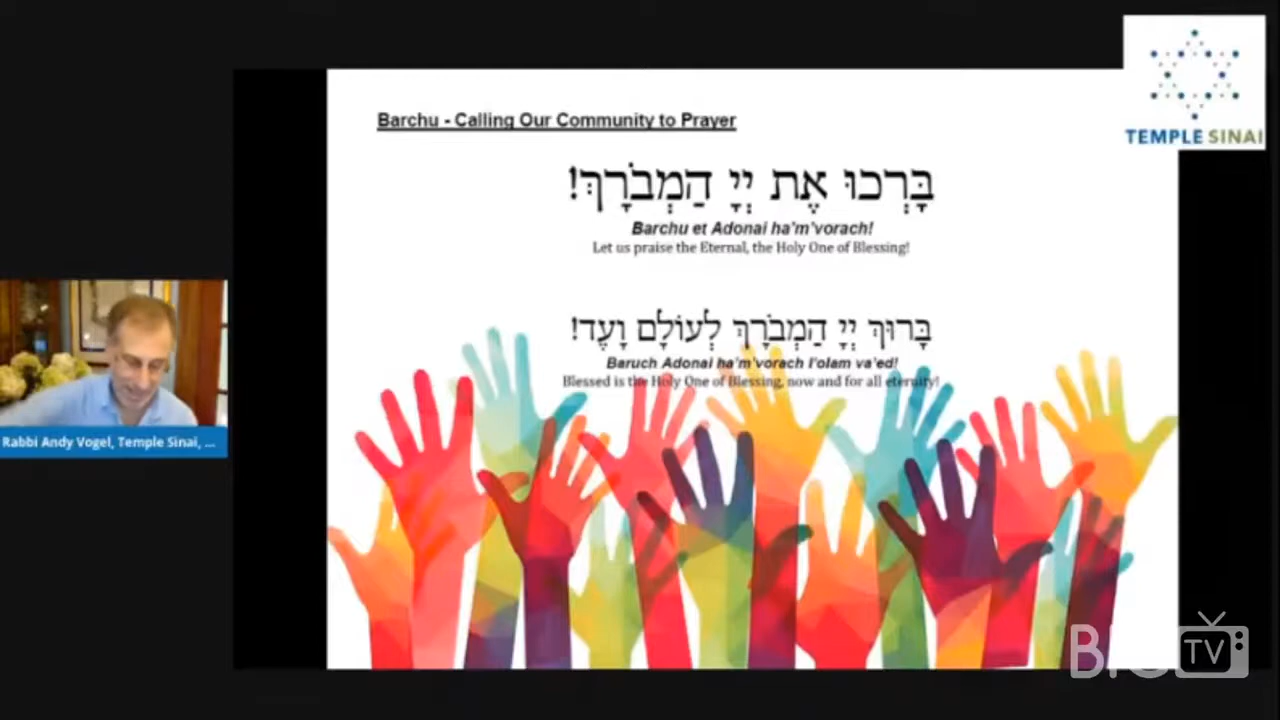 TEMPLE SINAI
Barchu - Calling Our Community to Prayer
בָּרְכוּ אֶת יְיָ הַמְבֹרָךְ!
Barchu et Adonai ha'm'vorach!
Let us praise the Eternal, the Holy One of Blessing!
בָּרוּךְ יְיָ הַמְבֹרָךְ לְעוֹלָם וָעֶד!
Baruch Adonai ha'm'vorach l'olam va'ed!
Blessed is the Holy One of Blessing, now and for all eternity!
Rabbi Andy Vogel, Temple Sinai, ...
TV